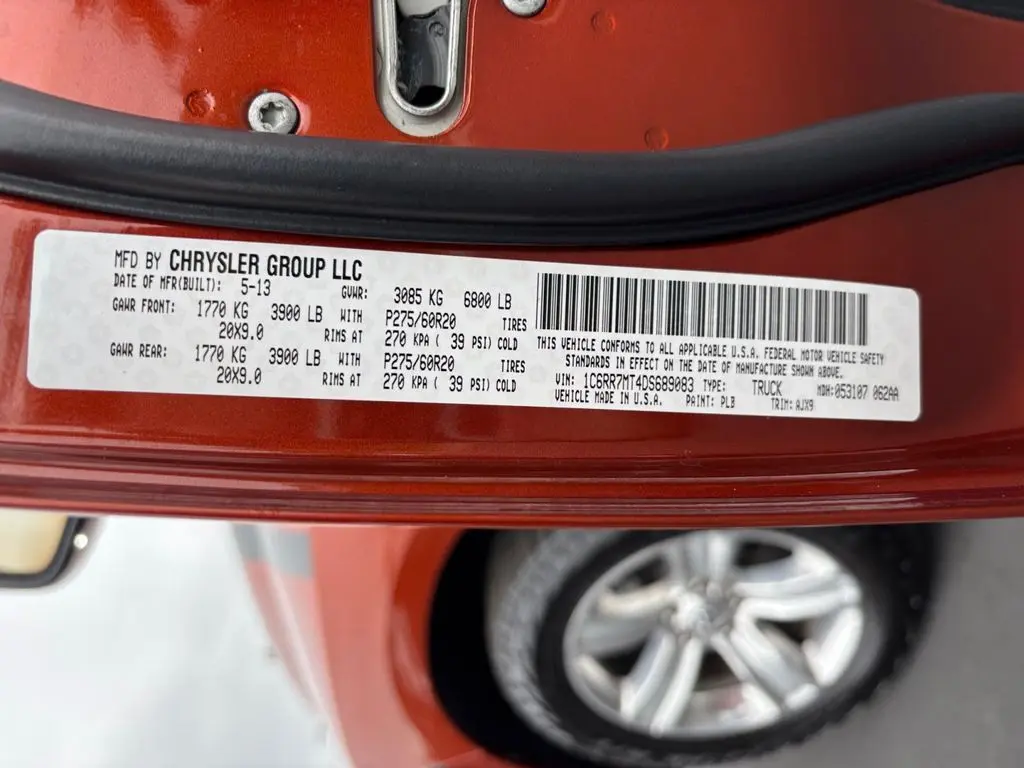 MFD BY CHRYSLER GROUP LLC
DATE OF MFR(BUILT): 5-13 GVWR: 3085 KG 6800 LB
GAWR FRONT: 1770 KG 3900 LB WITH P275/60R20 TIRES
20X9.0 RIMS AT 270 KPA ( 39 PSI) COLD
GAWR REAR: 1770 KG 3900 LB WITH P275/60R20 TIRES
20X9.0 RIMS AT 270 KPA ( 39 PSI) COLD
THIS VEHICLE CONFORMS TO ALL APPLICABLE U.S.A. FEDERAL MOTOR VEHICLE SAFETY
STANDARDS IN EFFECT ON THE DATE OF MANUFACTURE SHOWN ABOVE.
VIN: 1C6RR7MT4DS689083 TYPE: TRUCK MDH:053107 062AA
VEHICLE MADE IN U.S.A. PAINT: PLB TRIM: AJX9